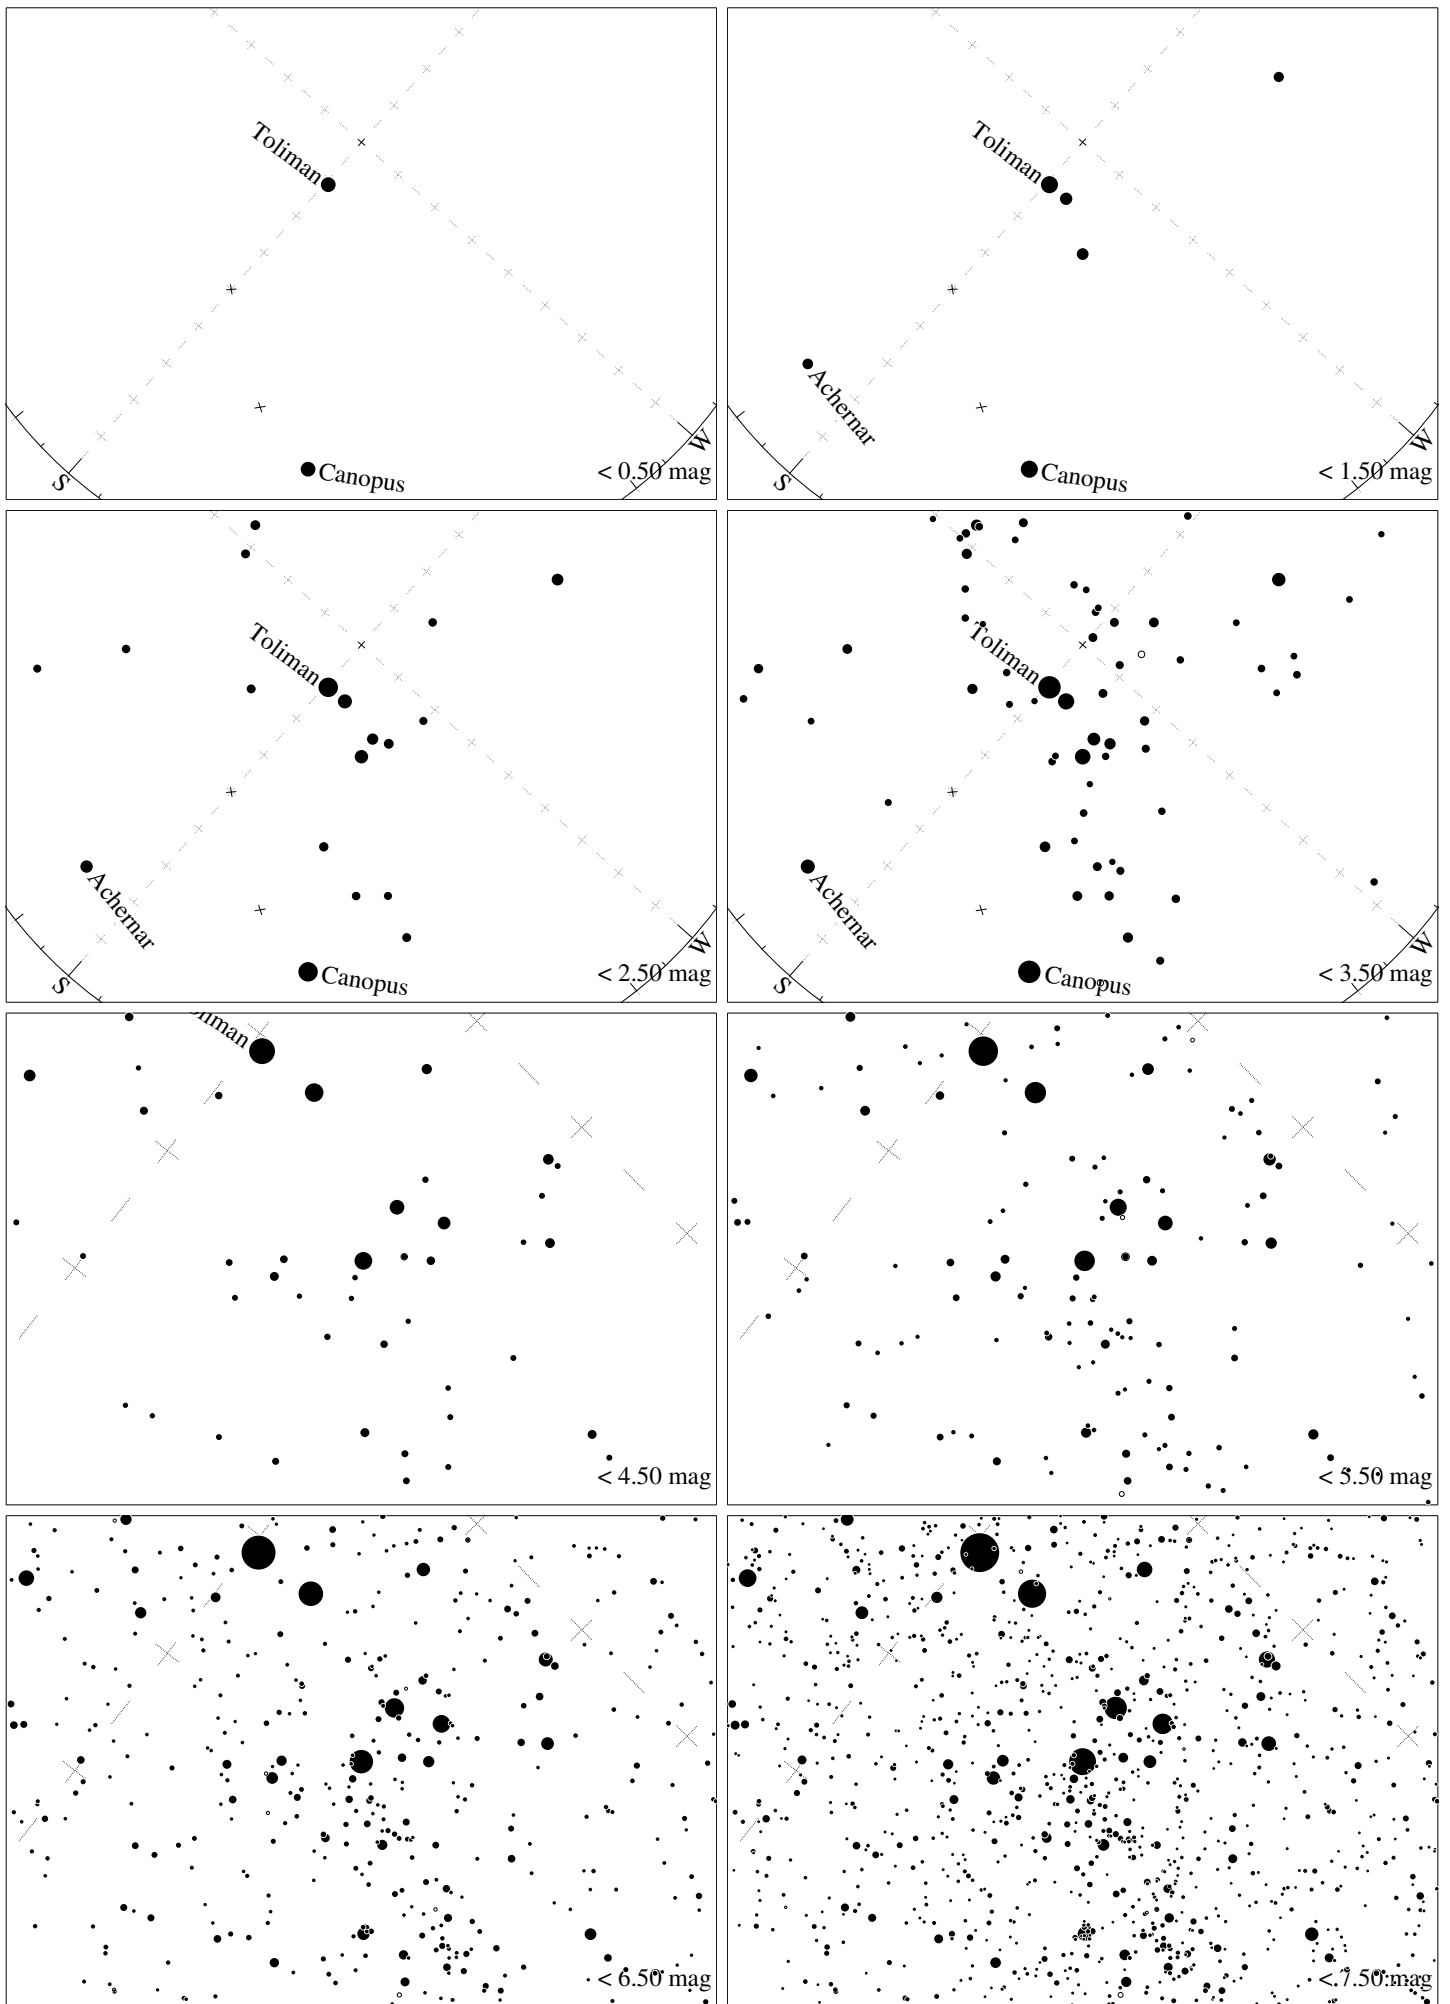 Toliman
S
W
Canopus
< 0.50 mag
Toliman
Achernar
S
W
Canopus
< 1.50 mag
Toliman
Achernar
S
W
Canopus
< 2.50 mag
Toliman
Achernar
S
W
Canopus
< 3.50 mag
liman
< 4.50 mag
< 5.50 mag
< 6.50 mag
< 7.50 mag